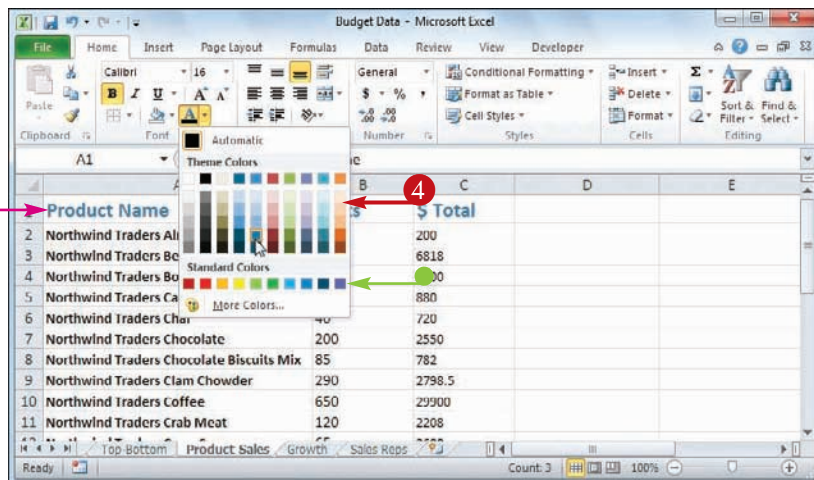 Budget Data - Microsoft Excel
File Home Insert Page Layout Formulas Data Review View Developer
Calibri 16 General Conditional Formatting Insert Σ
Paste B I U A A $ % , Format as Table Delete Sort & Find &
A Cell Styles Format Filter Select
Clipboard Font Number Styles Cells Editing
Automatic
A1
Theme Colors
B C D E
4
Product Name $ Total
2 Northwind Traders 200
3 Northwind Traders 6818
Standard Colors
4 Northwind Traders
5 Northwind Traders 880
More Colors...
6 Northwind Traders 40 720
7 Northwind Traders Chocolate 200 2550
8 Northwind Traders Chocolate Biscuits Mix 85 782
9 Northwind Traders Clam Chowder 290 2798.5
10 Northwind Traders Coffee 650 29900
11 Northwind Traders Crab Meat 120 2208
Top-Bottom Product Sales Growth Sales Reps
Ready Count: 3 100%